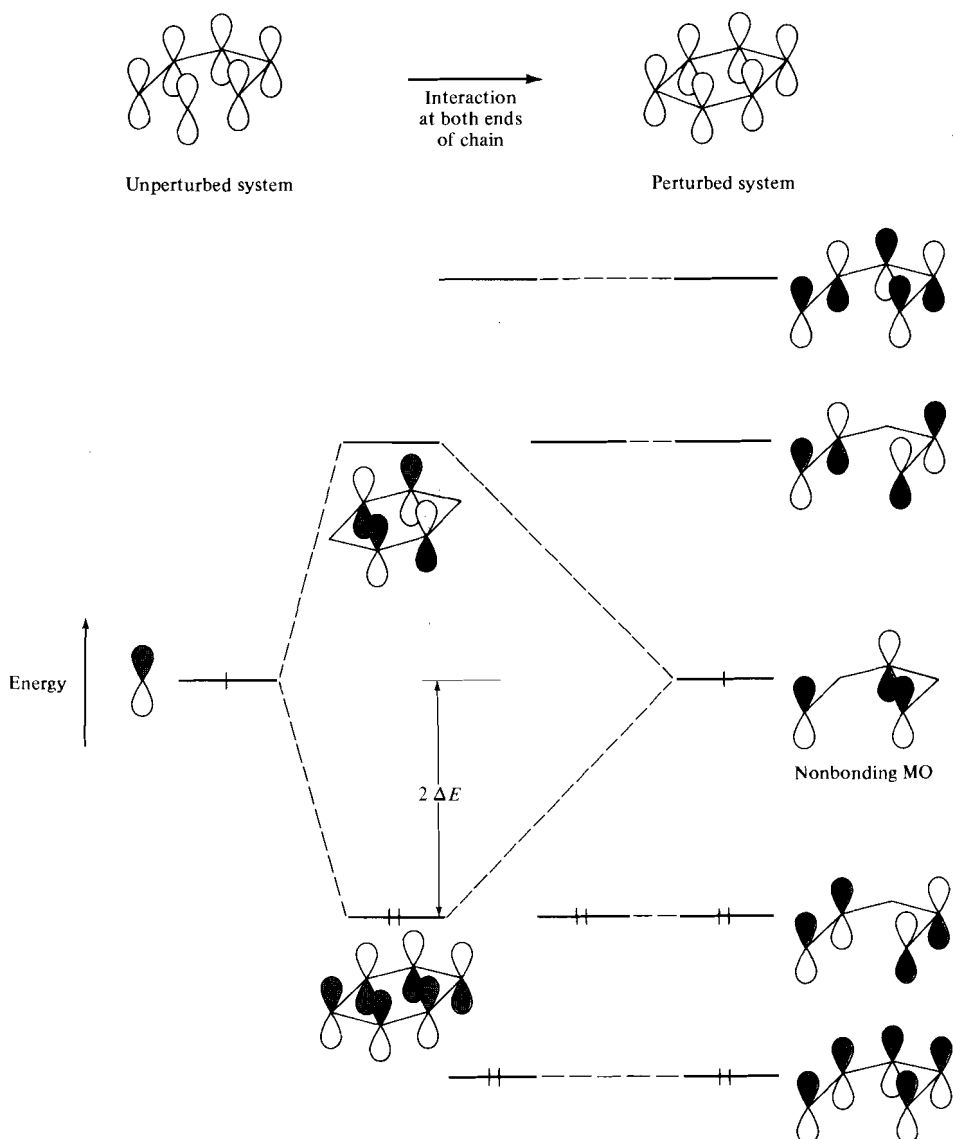 Interaction
at both ends
of chain
Unperturbed system
Perturbed system
Energy
Nonbonding MO
2 ΔE